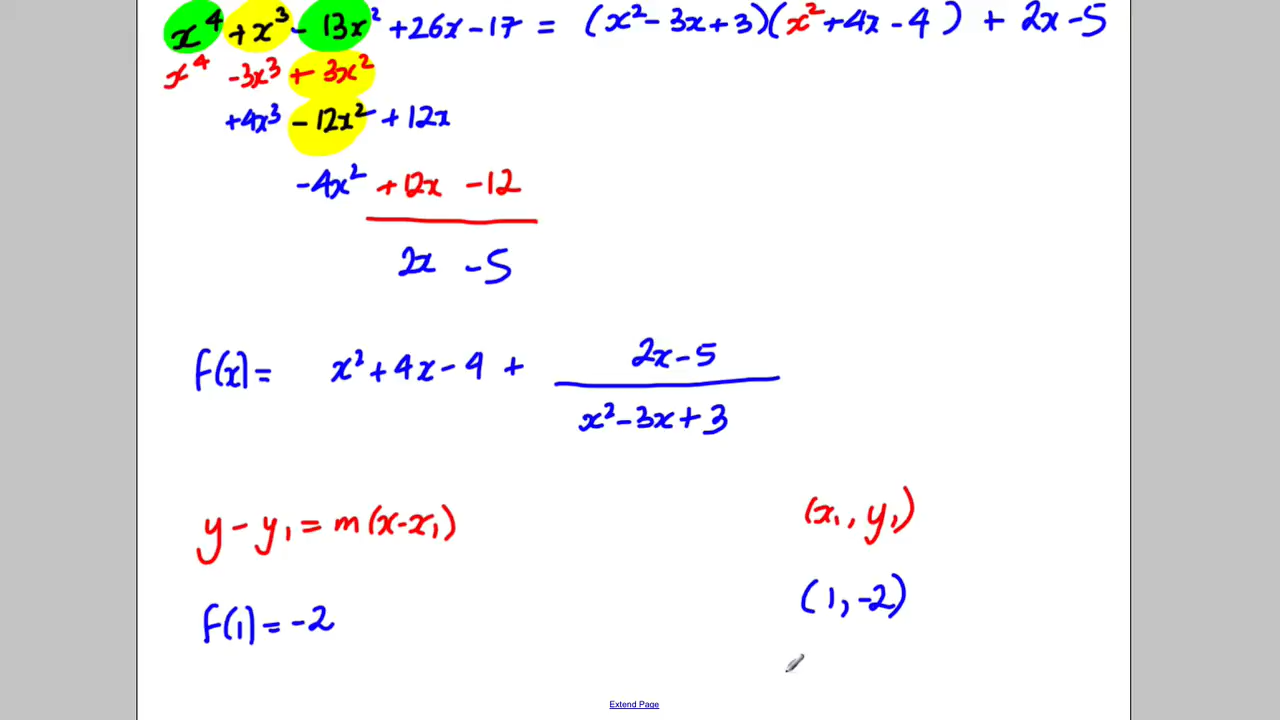 x⁴ + x³ - 13x² + 26x - 17 = (x² - 3x + 3)(x² + 4x - 4) + 2x - 5
x⁴ - 3x³ + 3x²
+4x³ - 12x² + 12x
-4x² + 12x - 12
2x - 5
f(x) = x² + 4x - 4 + (2x - 5)/(x² - 3x + 3)
y - y₁ = m(x - x₁) (x₁, y₁)
f(1) = -2 (1, -2)
Extend Page